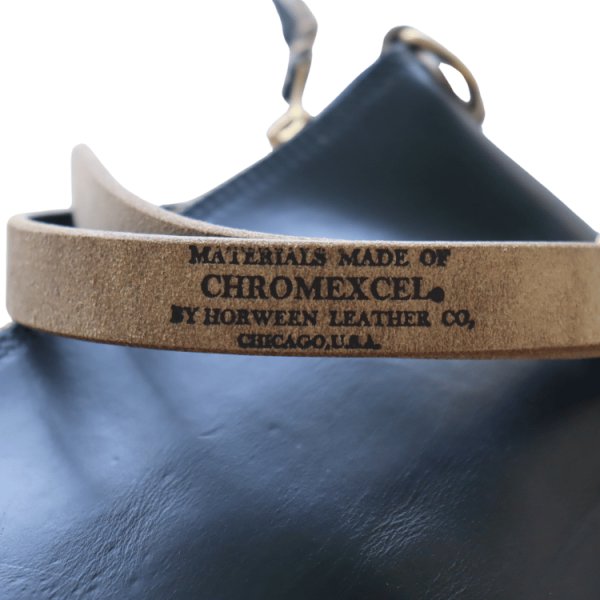 MATERIALS MADE OF
CHROMEXCEL.
BY HORWEEN LEATHER CO,
CHICAGO,U.S.A.